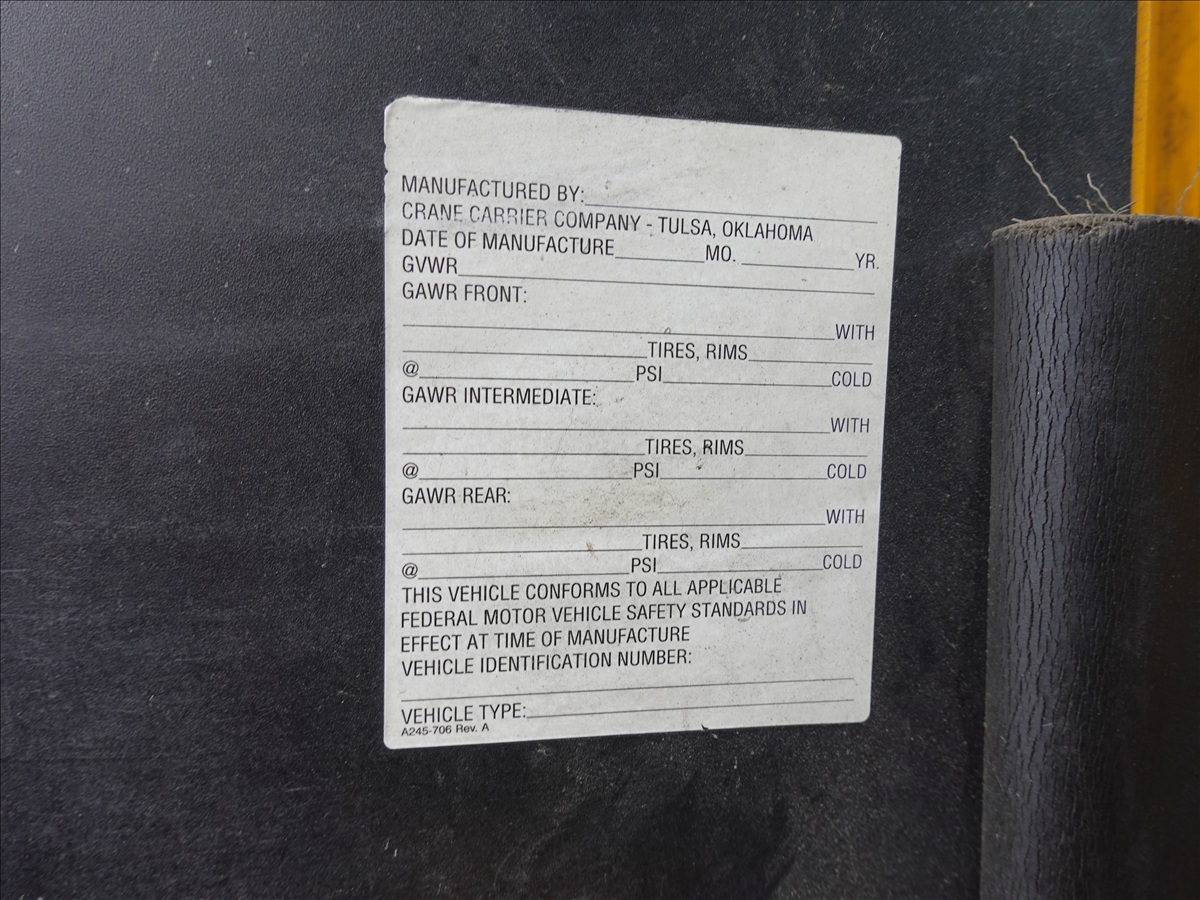 MANUFACTURED BY:
CRANE CARRIER COMPANY - TULSA, OKLAHOMA
DATE OF MANUFACTURE MO. YR.
GVWR
GAWR FRONT:
WITH
TIRES, RIMS
@ PSI COLD
GAWR INTERMEDIATE:
WITH
TIRES, RIMS
@ PSI COLD
GAWR REAR:
WITH
TIRES, RIMS
@ PSI COLD
THIS VEHICLE CONFORMS TO ALL APPLICABLE
FEDERAL MOTOR VEHICLE SAFETY STANDARDS IN
EFFECT AT TIME OF MANUFACTURE
VEHICLE IDENTIFICATION NUMBER:
VEHICLE TYPE:
A245-706 Rev. A